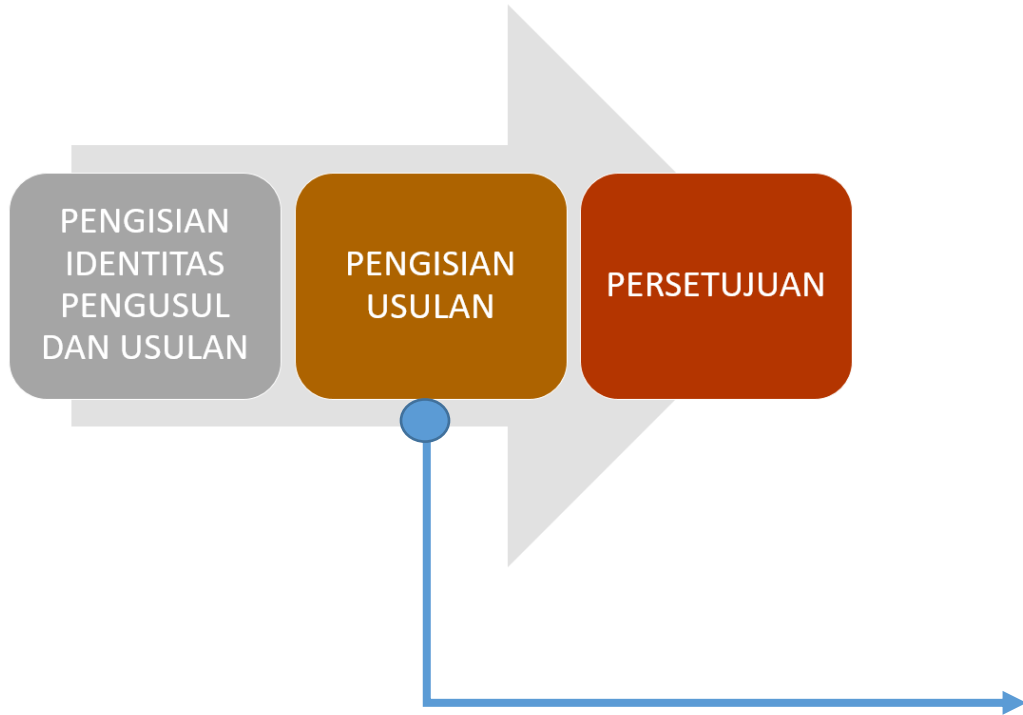 PENGISIAN
IDENTITAS
PENGUSUL
DAN USULAN
PENGISIAN
USULAN
PERSETUJUAN